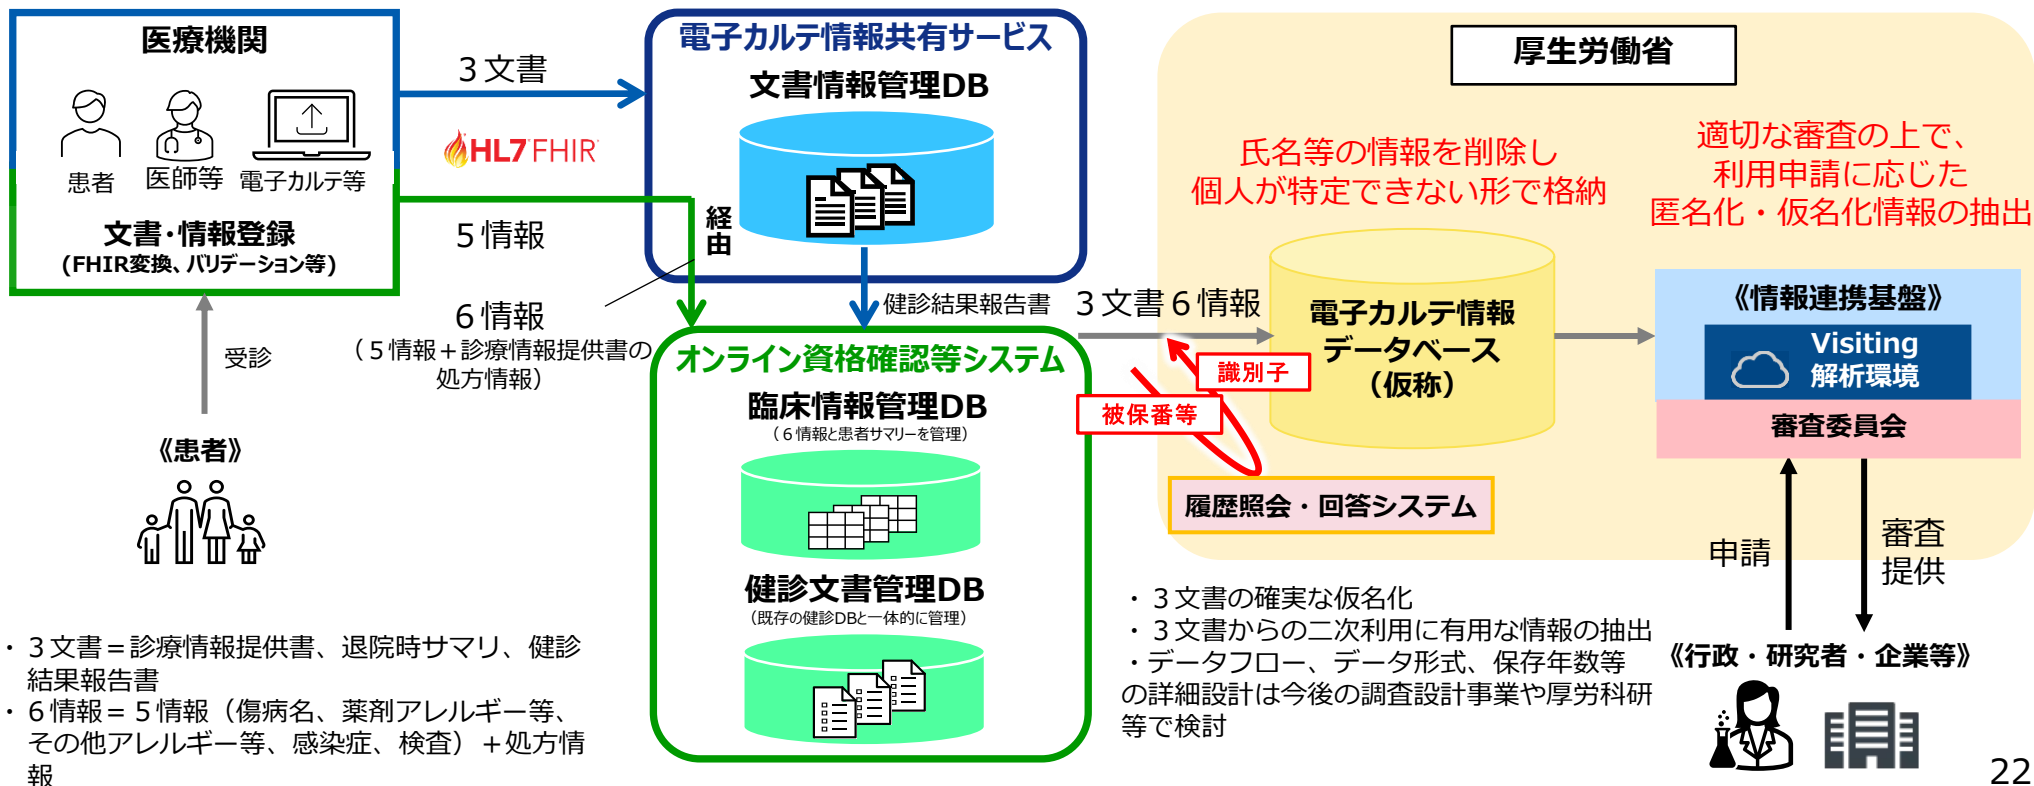 医療機関
患者
医師等
電子カルテ等
文書・情報登録
(FHIR変換、バリデーション等)
受診
《患者》
３文書
HL7 FHIR
５情報
６情報
（５情報＋診療情報提供書の
処方情報）
電子カルテ情報共有サービス
文書情報管理DB
経由
健診結果報告書
オンライン資格確認等システム
臨床情報管理DB
（６情報と患者サマリーを管理）
健診文書管理DB
（既存の健診DBと一体的に管理）
３文書６情報
識別子
被保番等
履歴照会・回答システム
厚生労働省
氏名等の情報を削除し
個人が特定できない形で格納
電子カルテ情報
データベース
（仮称）
適切な審査の上で、
利用申請に応じた
匿名化・仮名化情報の抽出
《情報連携基盤》
Visiting
解析環境
審査委員会
申請
審査
提供
《行政・研究者・企業等》
・３文書の確実な仮名化
・３文書からの二次利用に有用な情報の抽出
・データフロー、データ形式、保存年数等
の詳細設計は今後の調査設計事業や厚労科研
等で検討
・３文書＝診療情報提供書、退院時サマリ、健診
結果報告書
・６情報＝５情報（傷病名、薬剤アレルギー等、
その他アレルギー等、感染症、検査）＋処方情
報
22